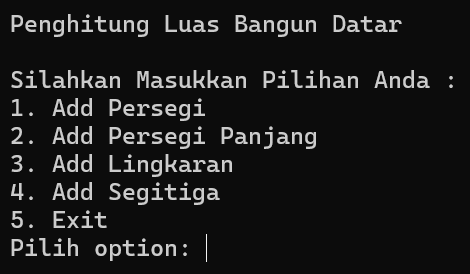 Penghitung Luas Bangun Datar
Silahkan Masukkan Pilihan Anda :
1. Add Persegi
2. Add Persegi Panjang
3. Add Lingkaran
4. Add Segitiga
5. Exit
Pilih option: